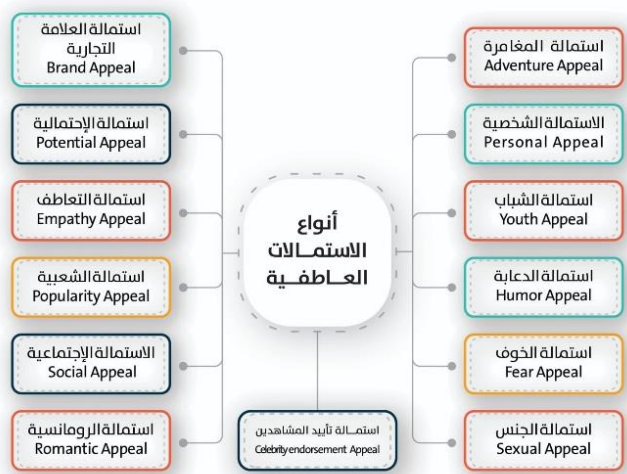 أنواع
الاستمالات
العاطفية
استمالة المغامرة
Adventure Appeal
الاستمالة الشخصية
Personal Appeal
استمالة الشباب
Youth Appeal
استمالة الدعابة
Humor Appeal
استمالة الخوف
Fear Appeal
استمالة الجنس
Sexual Appeal
استمالة العلامة
التجارية
Brand Appeal
استمالة الإحتمالية
Potential Appeal
استمالة التعاطف
Empathy Appeal
استمالة الشعبية
Popularity Appeal
الاستمالة الإجتماعية
Social Appeal
استمالة الرومانسية
Romantic Appeal
استمالة تأييد المشاهدين
Celebrity endorsement Appeal